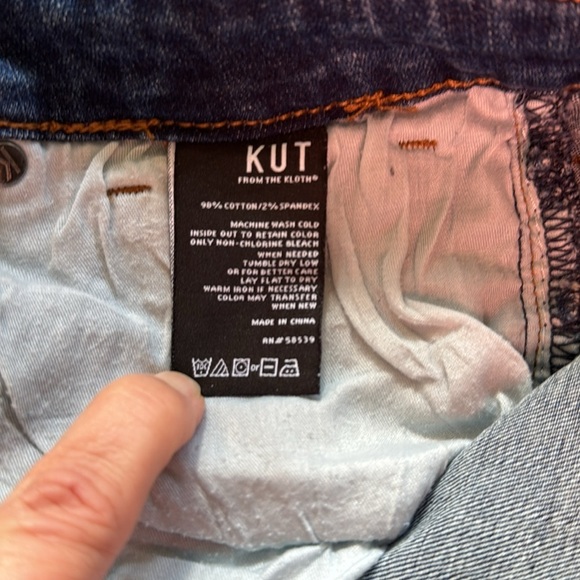 KUT
FROM THE KLOTH®
98% COTTON/2% SPANDEX
MACHINE WASH COLD
INSIDE OUT TO RETAIN COLOR
ONLY NON-CHLORINE BLEACH
WHEN NEEDED
TUMBLE DRY LOW
OR FOR BETTER CARE
LAY FLAT TO DRY
WARM IRON IF NECESSARY
COLOR MAY TRANSFER
WHEN NEW
MADE IN CHINA
RN# 58539
or